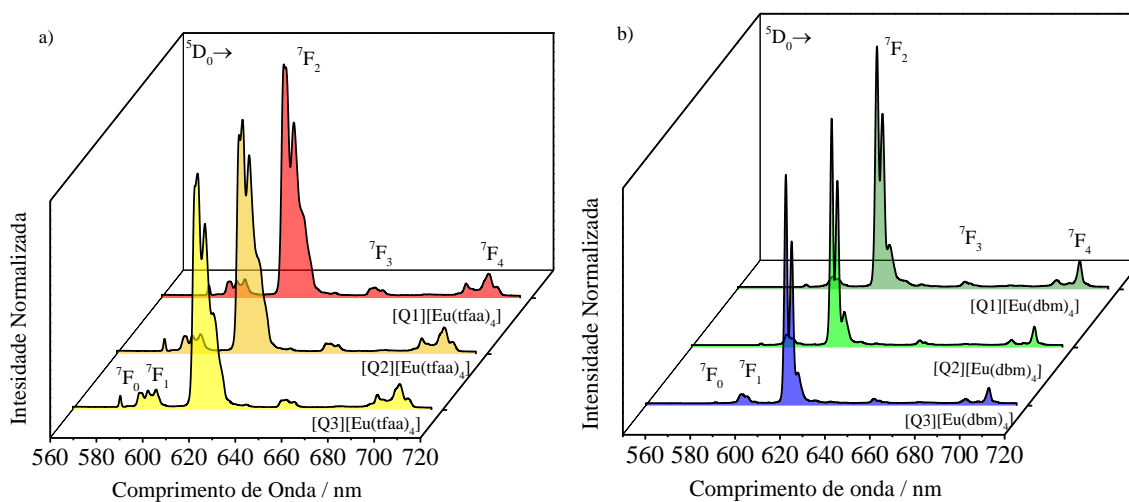 a)
⁵D₀→
⁷F₂
⁷F₃
⁷F₄
[Q1][Eu(tfaa)₄]
[Q2][Eu(tfaa)₄]
⁷F₀ ⁷F₁
[Q3][Eu(tfaa)₄]
Intesidade Normalizada
560 580 600 620 640 660 680 700 720
Comprimento de Onda / nm
b)
⁵D₀→
⁷F₂
⁷F₃
⁷F₄
[Q1][Eu(dbm)₄]
[Q2][Eu(dbm)₄]
⁷F₀ ⁷F₁
[Q3][Eu(dbm)₄]
Intensidade Normalizada
560 580 600 620 640 660 680 700 720
Comprimento de onda / nm